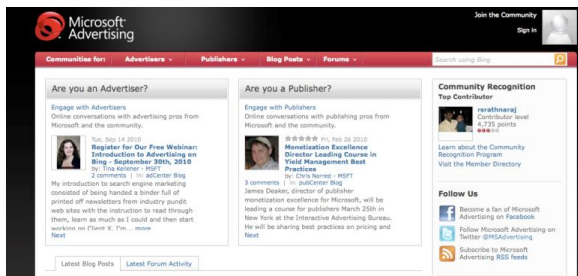 Microsoft
Advertising
Join the Community
Sign In
Communities for:
Advertisers
Publishers
Blog Posts
Forums
Search using Bing
Are you an Advertiser?
Engage with Advertisers
Online conversations with advertising pros from
Microsoft and the community.
Tue, Sep 14 2010
Register for Our Free Webinar:
Introduction to Advertising on
Bing - September 30th, 2010
by: Tina Kelleher - MSFT
2 comments | in: adCenter Blog
My introduction to search engine marketing
consisted of being handed a binder full of
printed off newsletters from industry pundit
web sites with the instruction to read through
them, learn as much as I could and then start
working on Client X. I'm... more
Next
Are you a Publisher?
Engage with Publishers
Online conversations with publishing pros from
Microsoft and the community.
Fri, Feb 26 2010
Monetization Excellence
Director Leading Course in
Yield Management Best
Practices
by: Chris Norred - MSFT
3 comments | in: pubCenter Blog
James Deaker, director of publisher
monetization excellence for Microsoft, will be
leading a course for publishers March 25th in
New York at the Interactive Advertising Bureau.
He will be sharing best practices on pricing and
Next
Community Recognition
Top Contributor
rsrathnaraj
Contributor level
4,735 points
Learn about the Community
Recognition Program
Visit the Member Directory
Follow Us
Become a fan of Microsoft
Advertising on Facebook
Follow Microsoft Advertising on
Twitter @MSAdvertising
Subscribe to Microsoft
Advertising RSS feeds
Latest Blog Posts
Latest Forum Activity